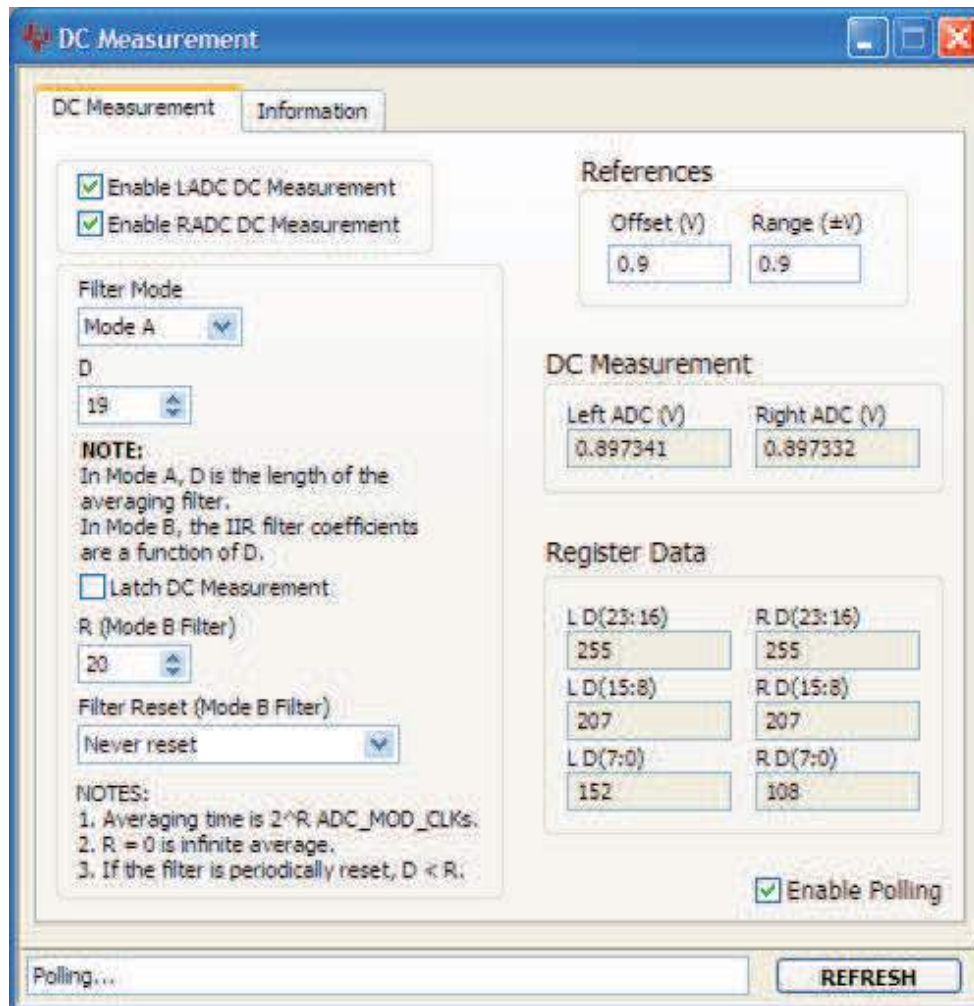 DC Measurement
DC Measurement
Information
Enable LADC DC Measurement
Enable RADC DC Measurement
Filter Mode
Mode A
D
19
NOTE:
In Mode A, D is the length of the
averaging filter.
In Mode B, the IIR filter coefficients
are a function of D.
Latch DC Measurement
R (Mode B Filter)
20
Filter Reset (Mode B Filter)
Never reset
NOTES:
1. Averaging time is 2^R ADC_MOD_CLKs.
2. R = 0 is infinite average.
3. If the filter is periodically reset, D < R.
References
Offset (V) Range (±V)
0.9 0.9
DC Measurement
Left ADC (V) Right ADC (V)
0.897341 0.897332
Register Data
L D(23:16) R D(23:16)
255 255
L D(15:8) R D(15:8)
207 207
L D(7:0) R D(7:0)
152 108
Enable Polling
Polling...
REFRESH